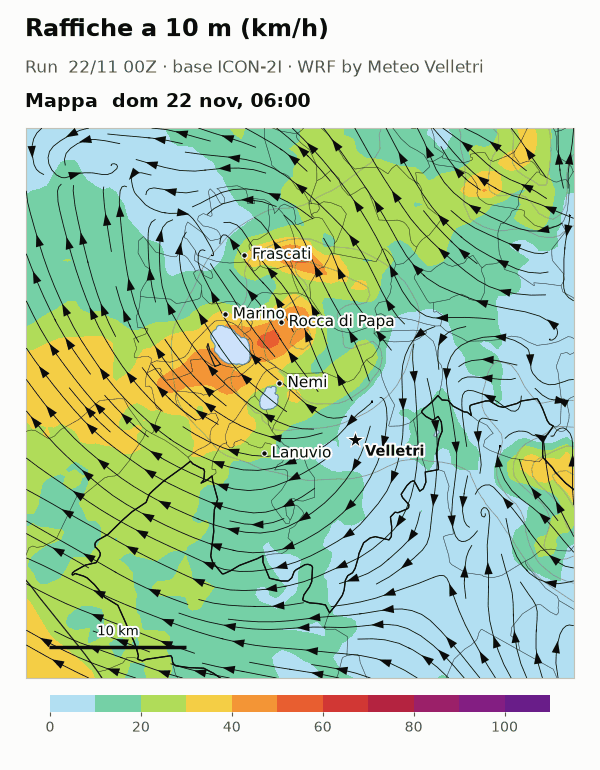 Raffiche a 10 m (km/h)
Run  22/11 00Z · base ICON-2I · WRF by Meteo Velletri
Mappa  dom 22 nov, 06:00
Frascati
Marino
Rocca di Papa
Nemi
Velletri
Lanuvio
10 km
0 20 40 60 80 100